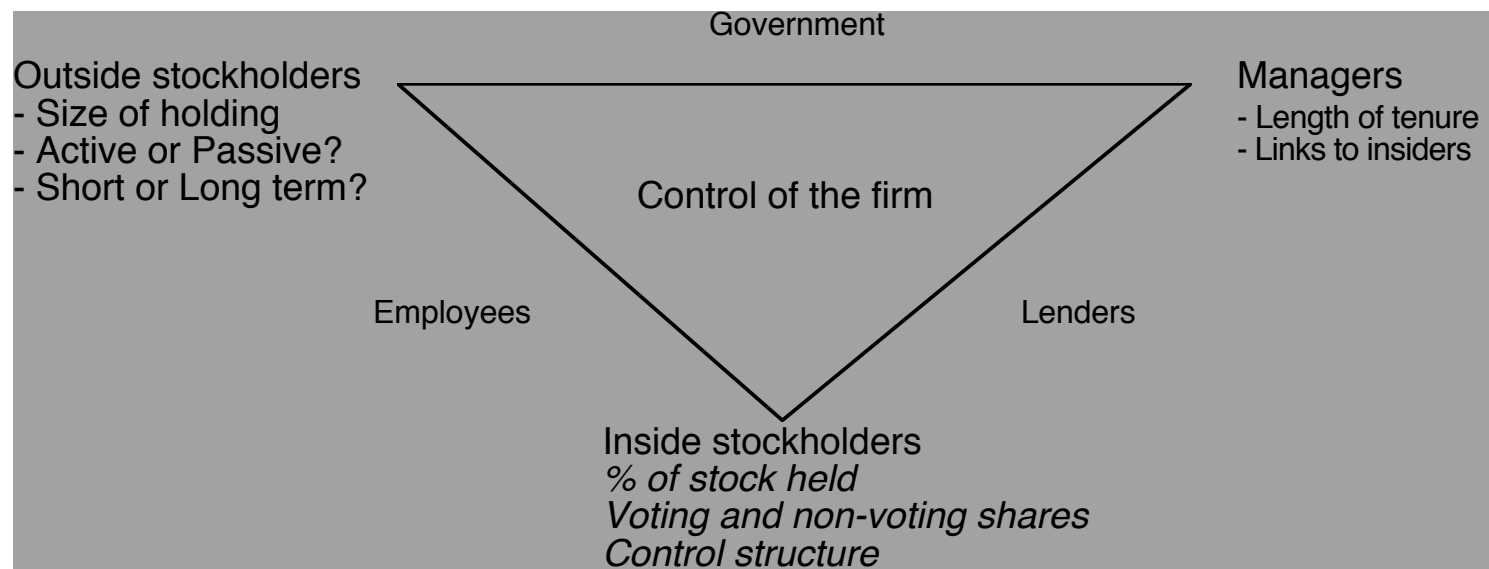 Government
Outside stockholders
- Size of holding
- Active or Passive?
- Short or Long term?
Managers
- Length of tenure
- Links to insiders
Control of the firm
Employees
Lenders
Inside stockholders
% of stock held
Voting and non-voting shares
Control structure